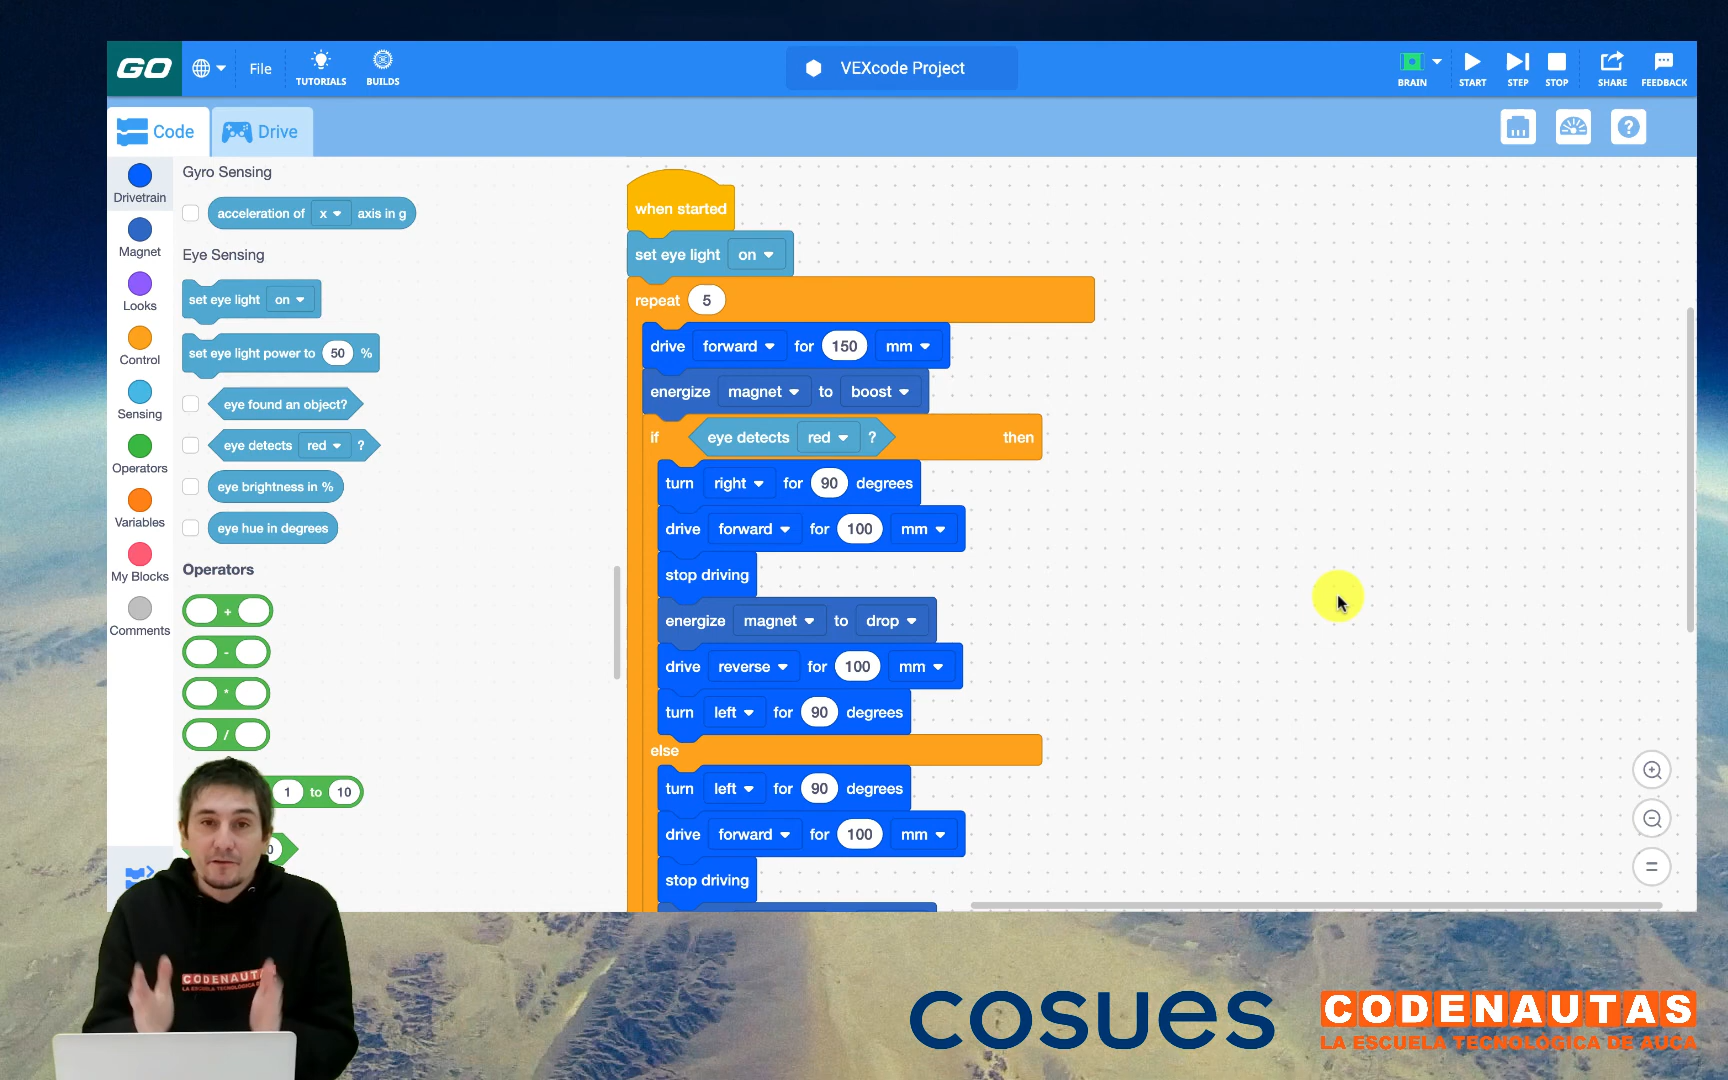 GO
File
TUTORIALS
BUILDS
VEXcode Project
BRAIN
START
STEP
STOP
SHARE
FEEDBACK
Code
Drive
?
Drivetrain
Magnet
Looks
Control
Sensing
Operators
Variables
My Blocks
Comments
Gyro Sensing
acceleration of x axis in g
Eye Sensing
set eye light on
set eye light power to 50 %
eye found an object?
eye detects red ?
eye brightness in %
eye hue in degrees
Operators
+
-
*
/
1 to 10
0
when started
set eye light on
repeat 5
drive forward for 150 mm
energize magnet to boost
if eye detects red ? then
turn right for 90 degrees
drive forward for 100 mm
stop driving
energize magnet to drop
drive reverse for 100 mm
turn left for 90 degrees
else
turn left for 90 degrees
drive forward for 100 mm
stop driving
=
CODENAUTA
cosues
CODENAUTAS
LA ESCUELA TECNOLÓGICA DE AUCA